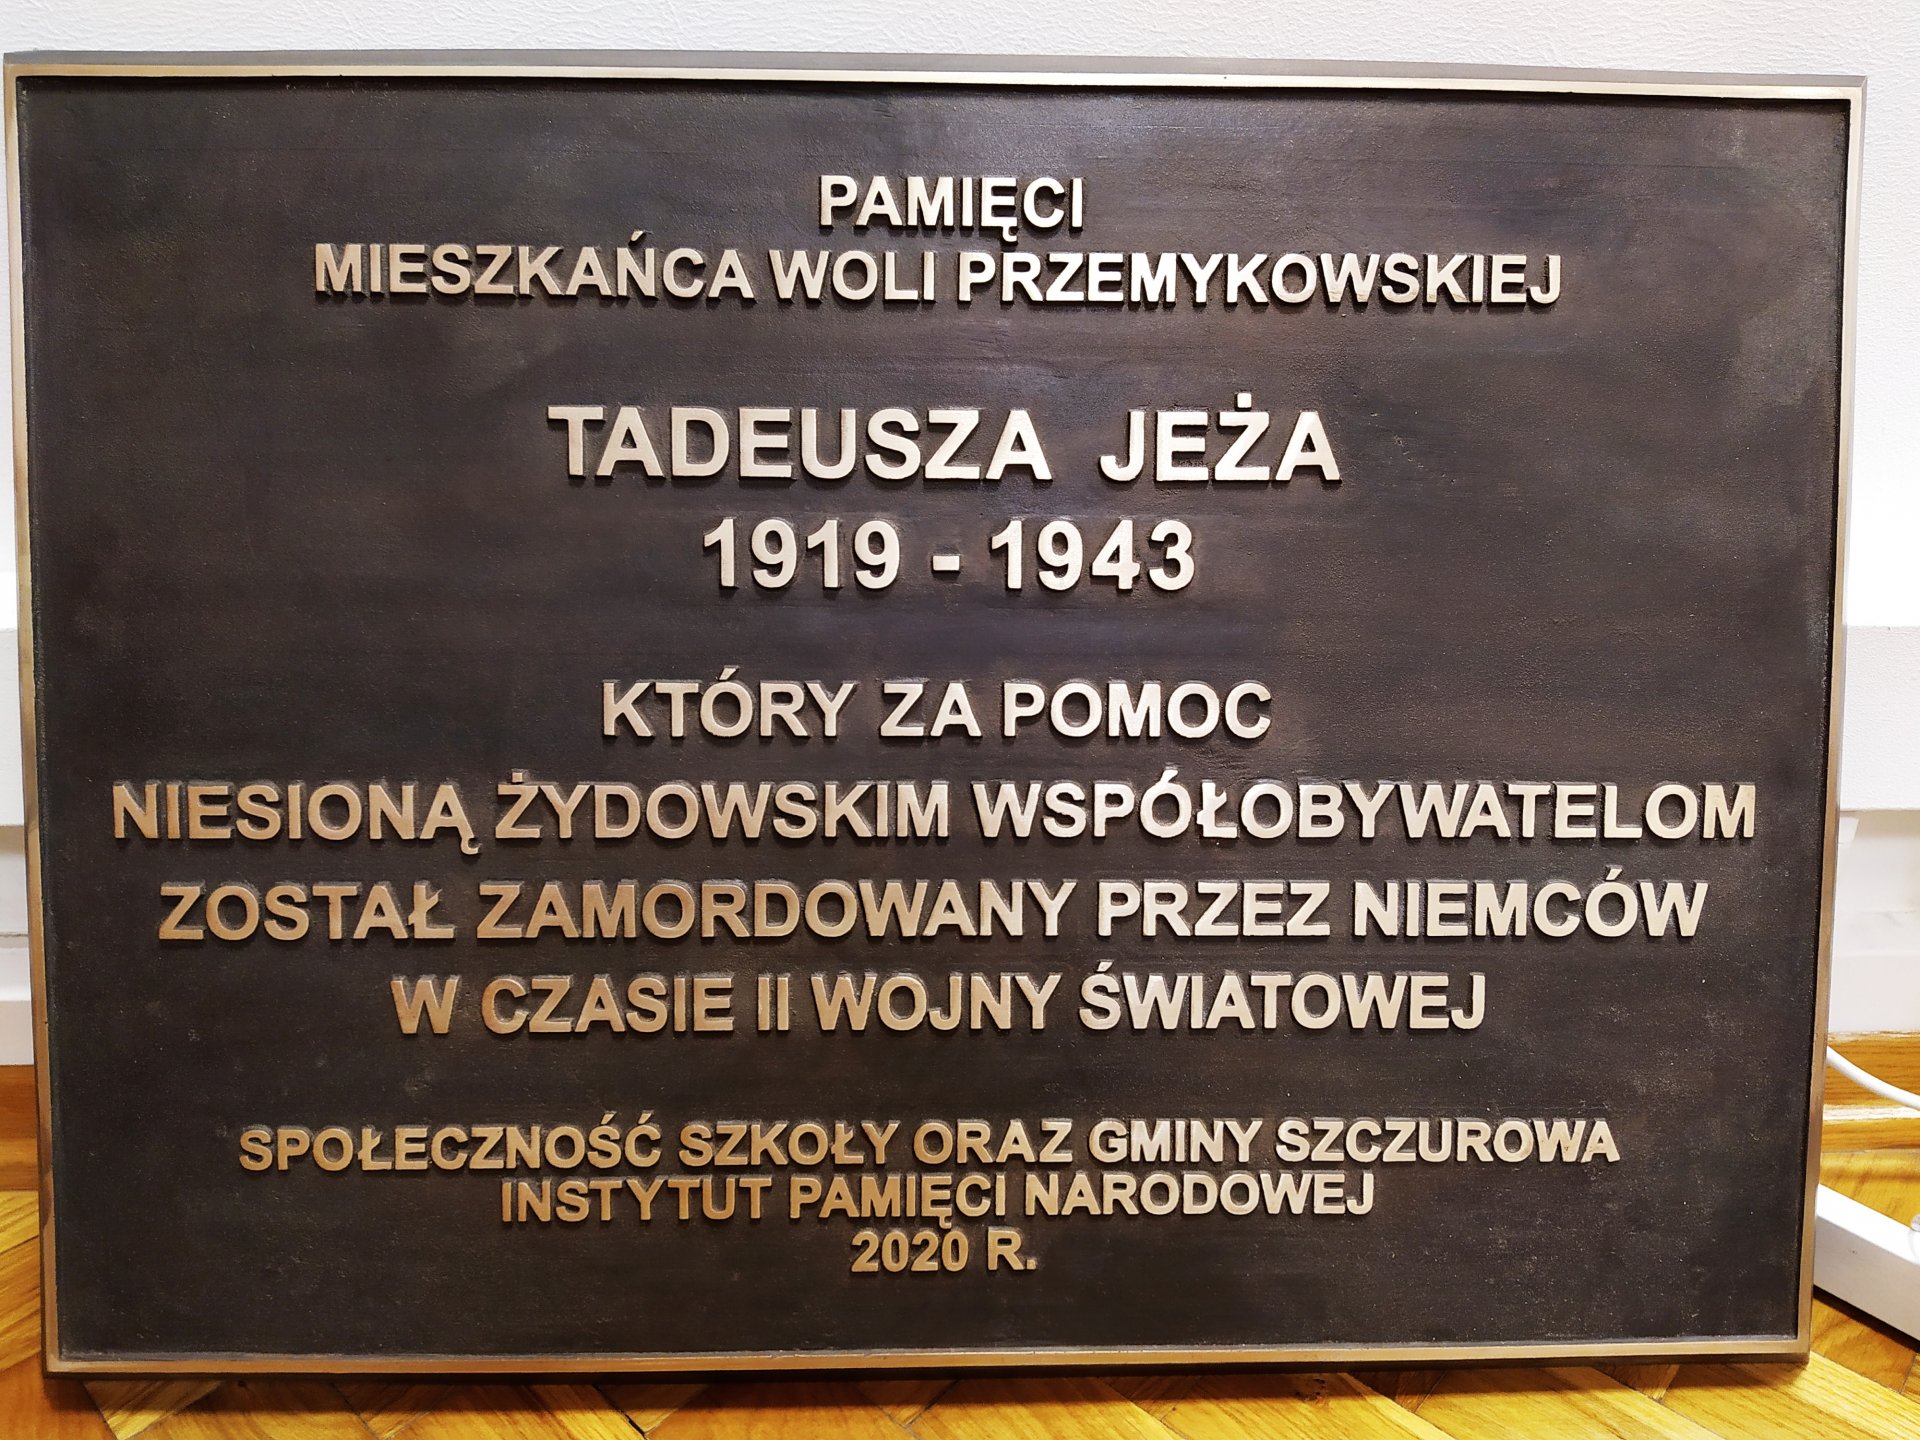 PAMIĘCI
MIESZKAŃCA WOLI PRZEMYKOWSKIEJ
TADEUSZA JEŻA
1919 - 1943
KTÓRY ZA POMOC
NIESIONĄ ŻYDOWSKIM WSPÓŁOBYWATELOM
ZOSTAŁ ZAMORDOWANY PRZEZ NIEMCÓW
W CZASIE II WOJNY ŚWIATOWEJ
SPOŁECZNOŚĆ SZKOŁY ORAZ GMINY SZCZUROWA
INSTYTUT PAMIĘCI NARODOWEJ
2020 R.